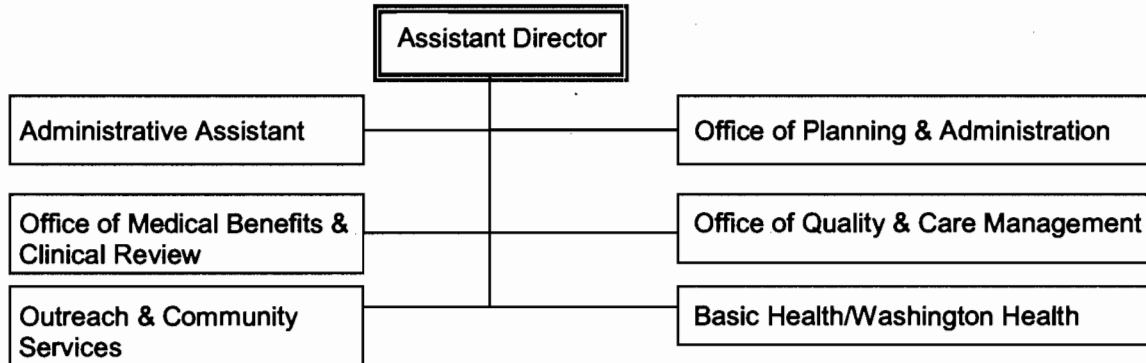 Assistant Director
Administrative Assistant
Office of Planning & Administration
Office of Medical Benefits &
Clinical Review
Office of Quality & Care Management
Outreach & Community
Services
Basic Health/Washington Health